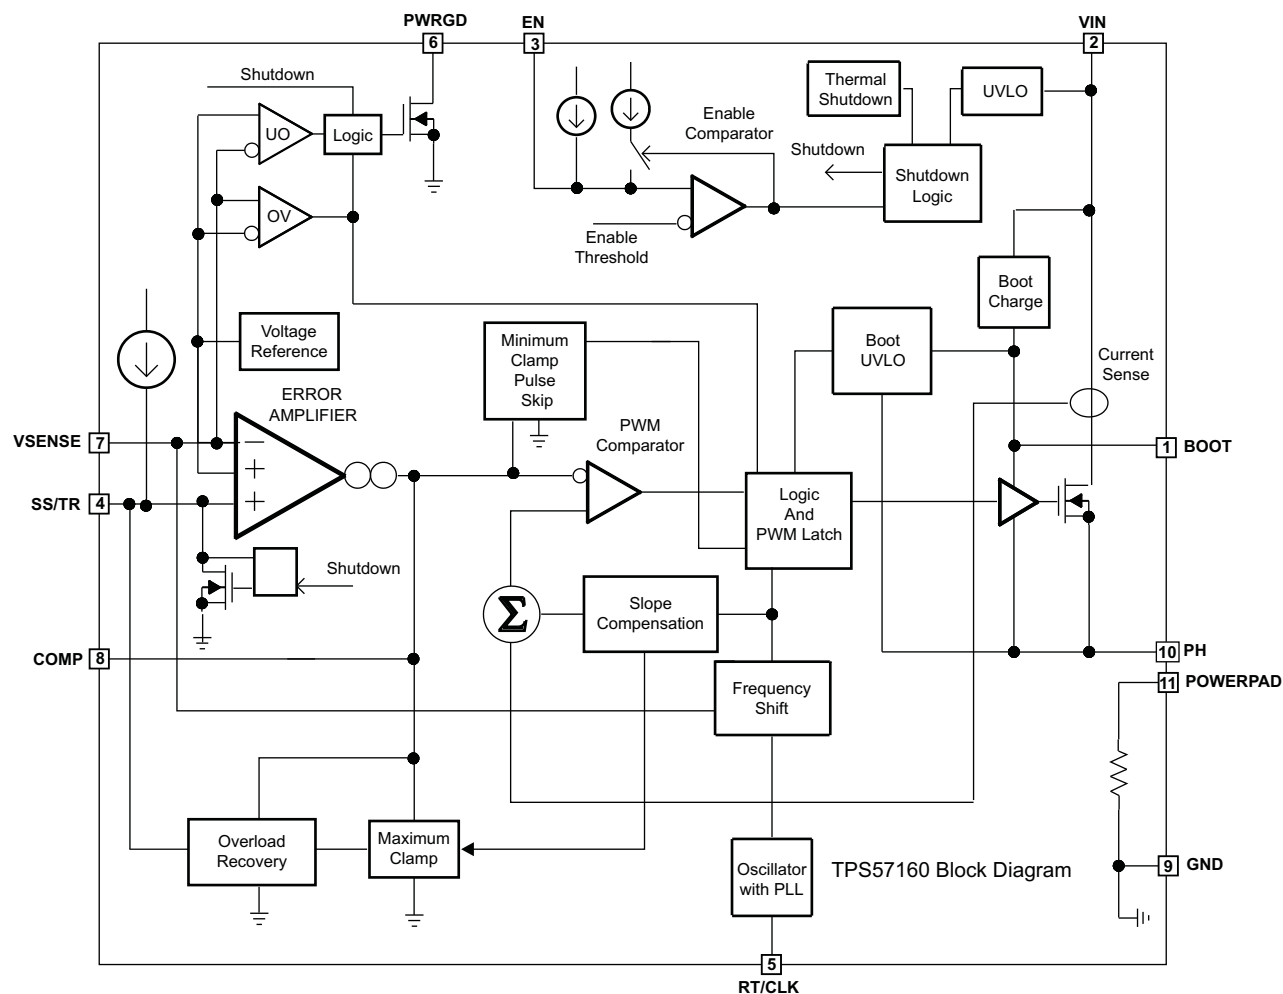 PWRGD
EN
VIN
6
3
2
Shutdown
Thermal
Shutdown
UVLO
UO
Logic
Enable
Comparator
Shutdown
Shutdown
Logic
OV
Enable
Threshold
Boot
Charge
Voltage
Reference
Minimum
Clamp
Pulse
Skip
Boot
UVLO
Current
Sense
ERROR
AMPLIFIER
PWM
Comparator
VSENSE
7
−
+
+
1
BOOT
SS/TR
4
Logic
And
PWM Latch
Shutdown
Σ
Slope
Compensation
COMP
8
10
PH
11
POWERPAD
Frequency
Shift
Overload
Recovery
Maximum
Clamp
Oscillator
with PLL
TPS57160 Block Diagram
9
GND
5
RT/CLK